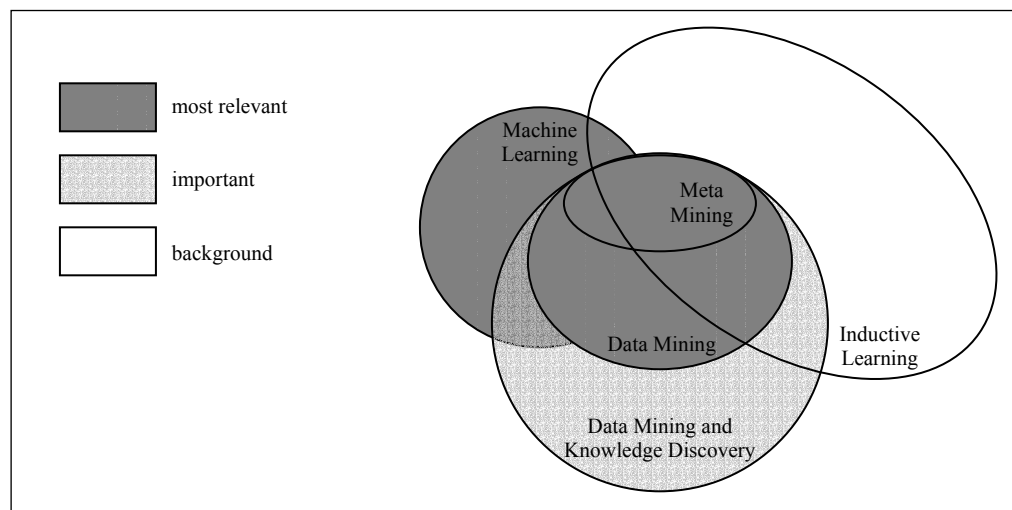 most relevant
important
background
Machine
Learning
Meta
Mining
Data Mining
Inductive
Learning
Data Mining and
Knowledge Discovery